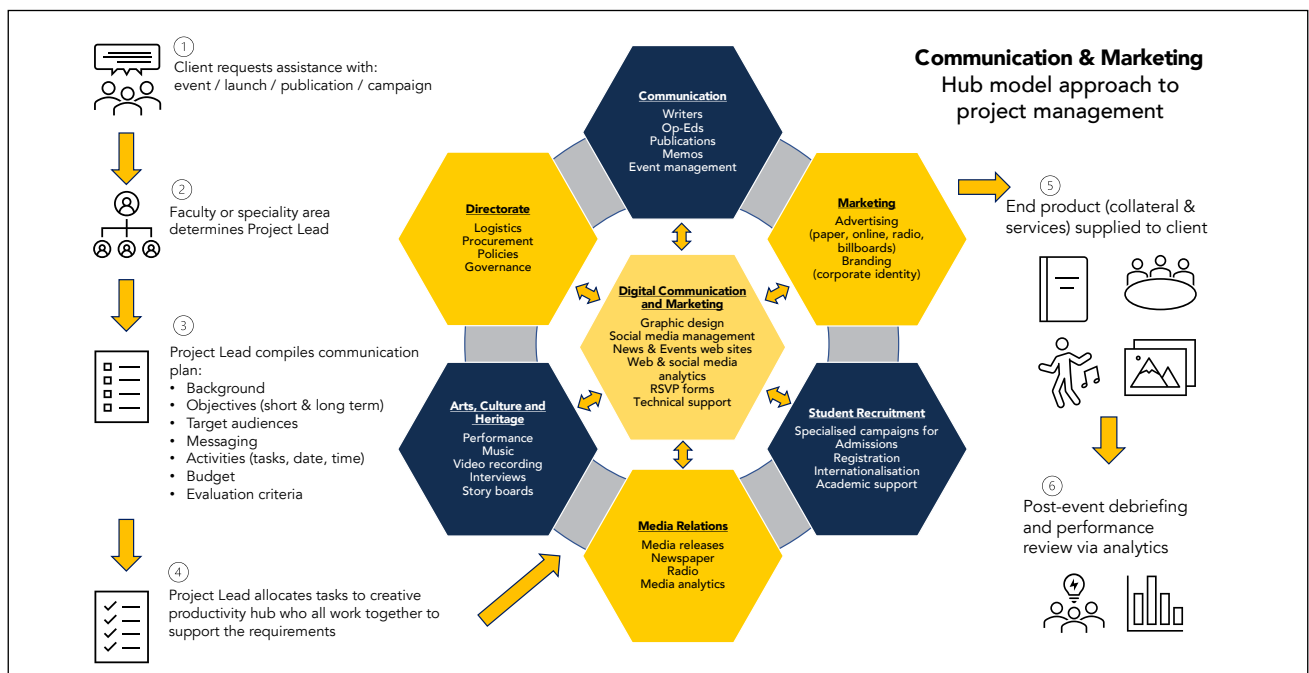 Communication & Marketing
Hub model approach to
project management
1
Client requests assistance with:
event / launch / publication / campaign
2
Faculty or speciality area
determines Project Lead
3
Project Lead compiles communication
plan:
• Background
• Objectives (short & long term)
• Target audiences
• Messaging
• Activities (tasks, date, time)
• Budget
• Evaluation criteria
4
Project Lead allocates tasks to creative
productivity hub who all work together to
support the requirements
Communication
Writers
Op-Eds
Publications
Memos
Event management
Directorate
Logistics
Procurement
Policies
Governance
Marketing
Advertising
(paper, online, radio,
billboards)
Branding
(corporate identity)
Digital Communication
and Marketing
Graphic design
Social media management
News & Events web sites
Web & social media
analytics
RSVP forms
Technical support
Arts, Culture and
Heritage
Performance
Music
Video recording
Interviews
Story boards
Student Recruitment
Specialised campaigns for
Admissions
Registration
Internationalisation
Academic support
Media Relations
Media releases
Newspaper
Radio
Media analytics
5
End product (collateral &
services) supplied to client
6
Post-event debriefing
and performance
review via analytics